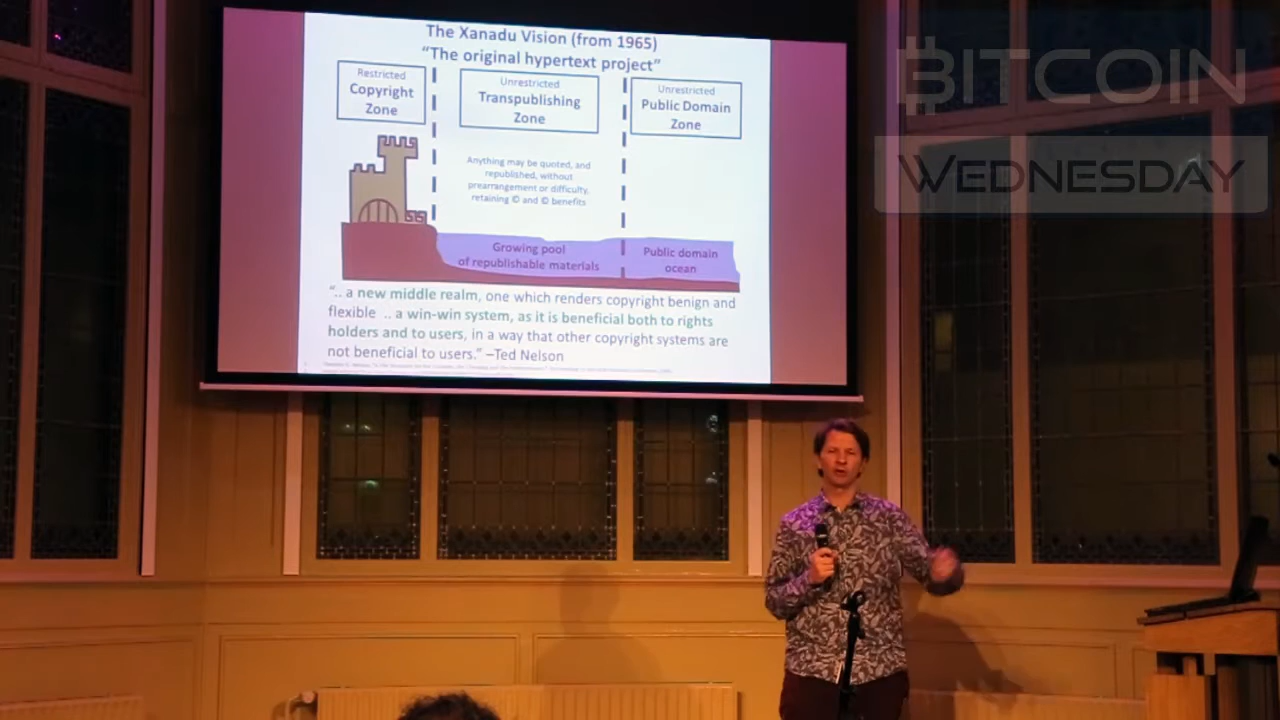 The Xanadu Vision (from 1965)
“The original hypertext project”
Restricted
Copyright
Zone
Unrestricted
Transpublishing
Zone
Unrestricted
Public Domain
Zone
Anything may be quoted, and
republished, without
prearrangement or difficulty,
retaining © and © benefits
Growing pool
of republishable materials
Public domain
ocean
“.. a new middle realm, one which renders copyright benign and
flexible .. a win-win system, as it is beneficial both to rights
holders and to users, in a way that other copyright systems are
not beneficial to users.” –Ted Nelson
BITCOIN
WEDNESDAY